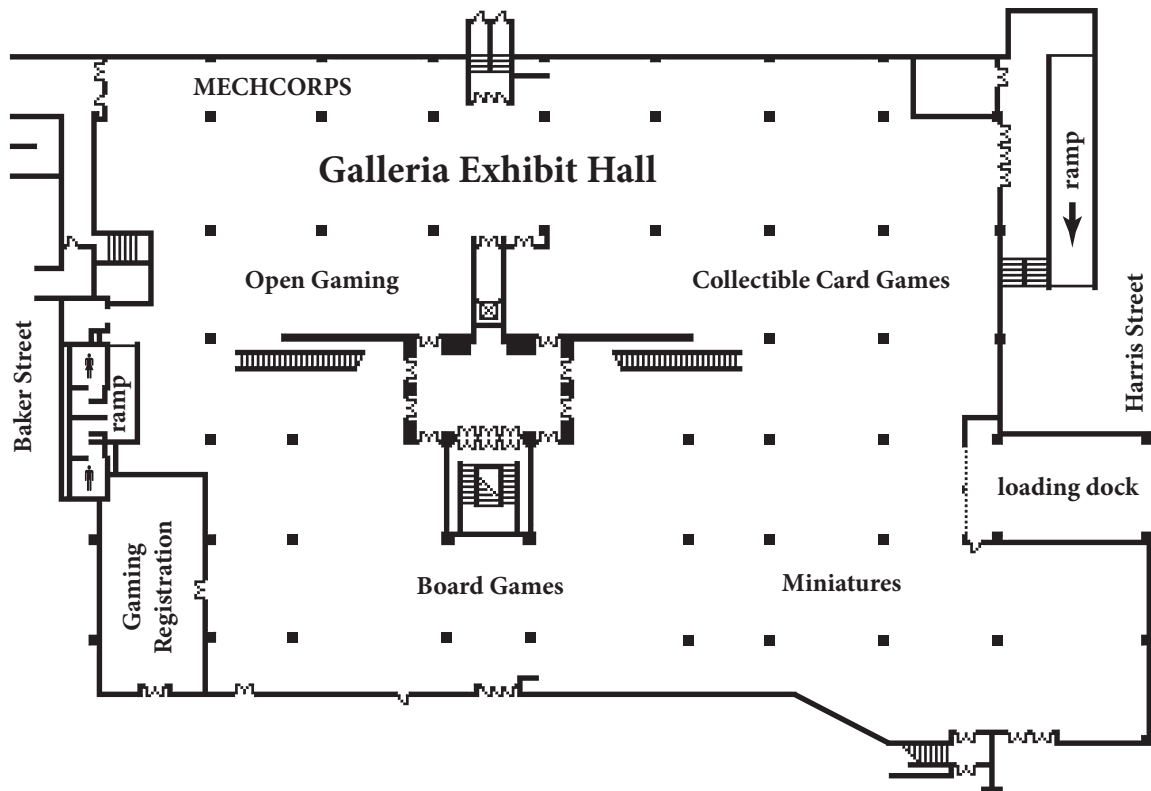 MECHCORPS
Galleria Exhibit Hall
ramp
Open Gaming
Collectible Card Games
Baker Street
ramp
Harris Street
loading dock
Gaming
Registration
Board Games
Miniatures